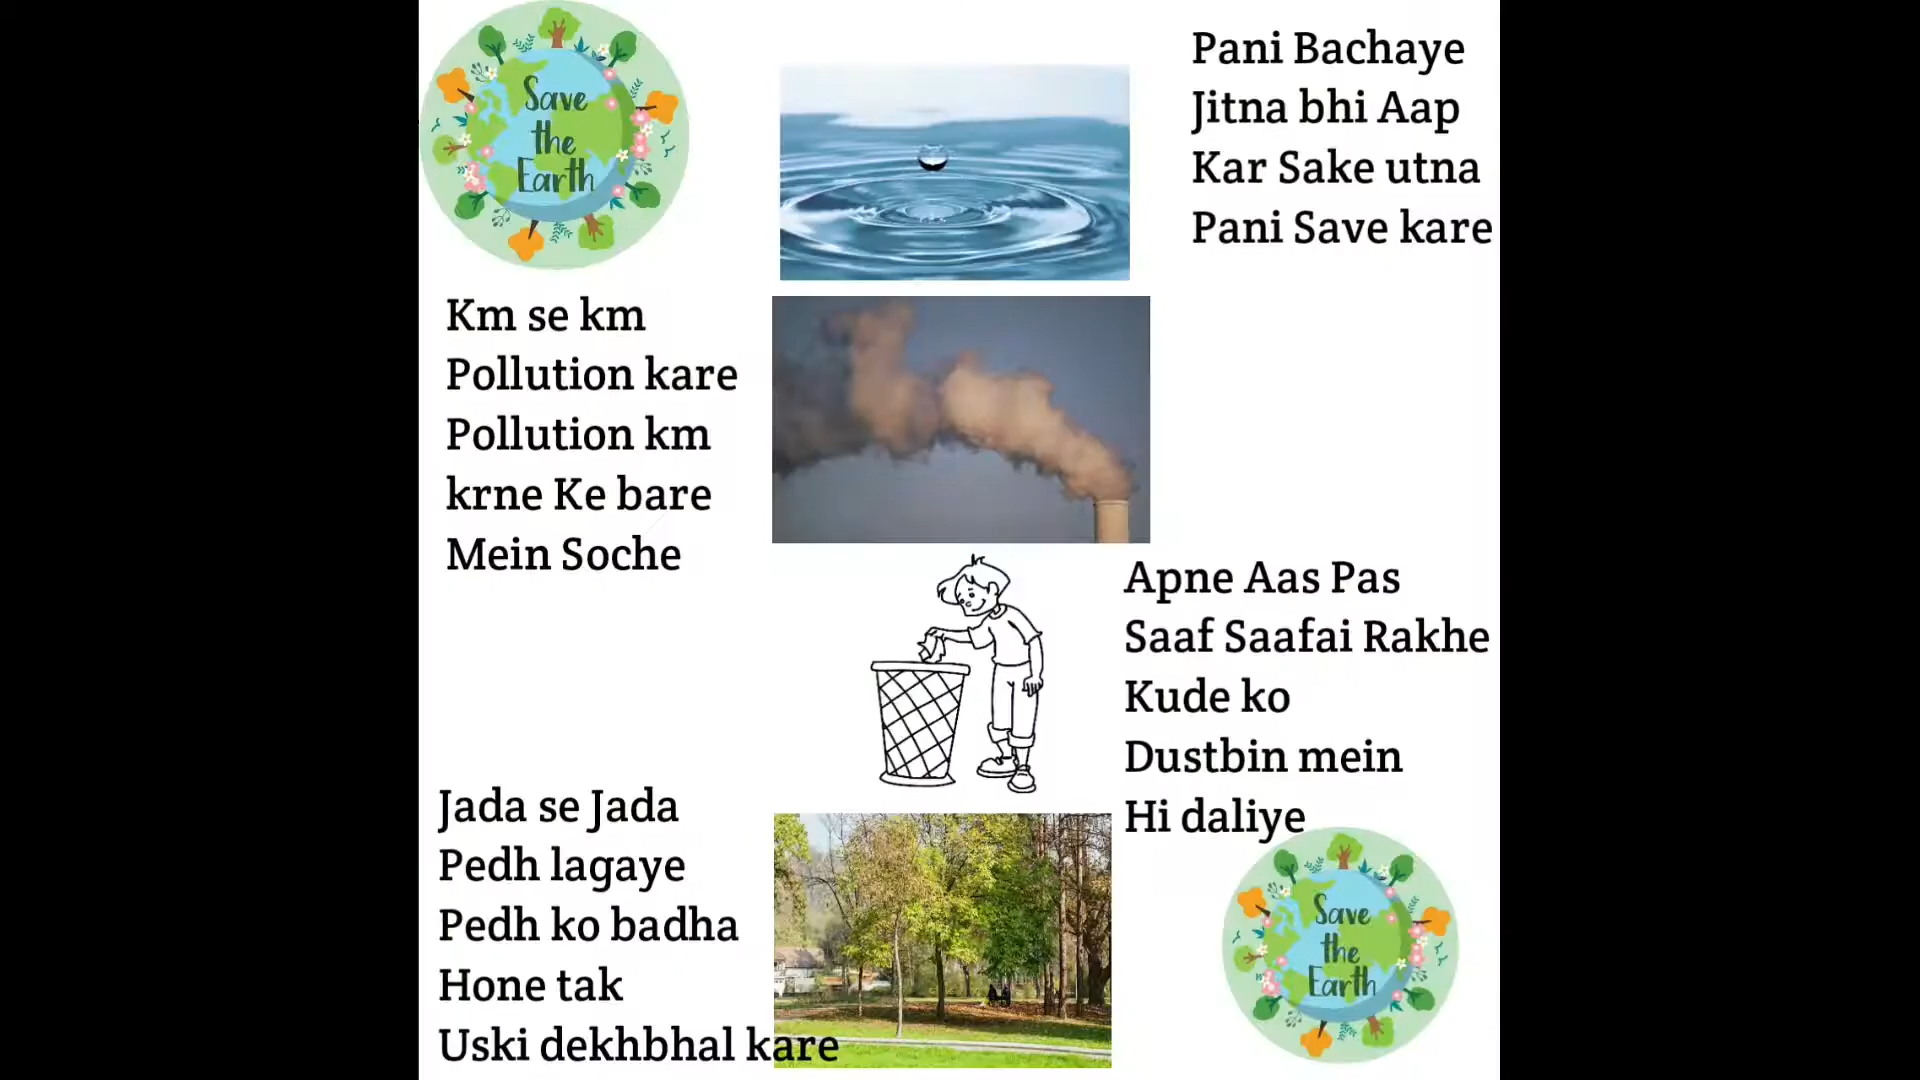 Save
the
Earth
Pani Bachaye
Jitna bhi Aap
Kar Sake utna
Pani Save kare
Km se km
Pollution kare
Pollution km
krne Ke bare
Mein Soche
Apne Aas Pas
Saaf Saafai Rakhe
Kude ko
Dustbin mein
Hi daliye
Jada se Jada
Pedh lagaye
Pedh ko badha
Hone tak
Uski dekhbhal kare
Save
the
Earth